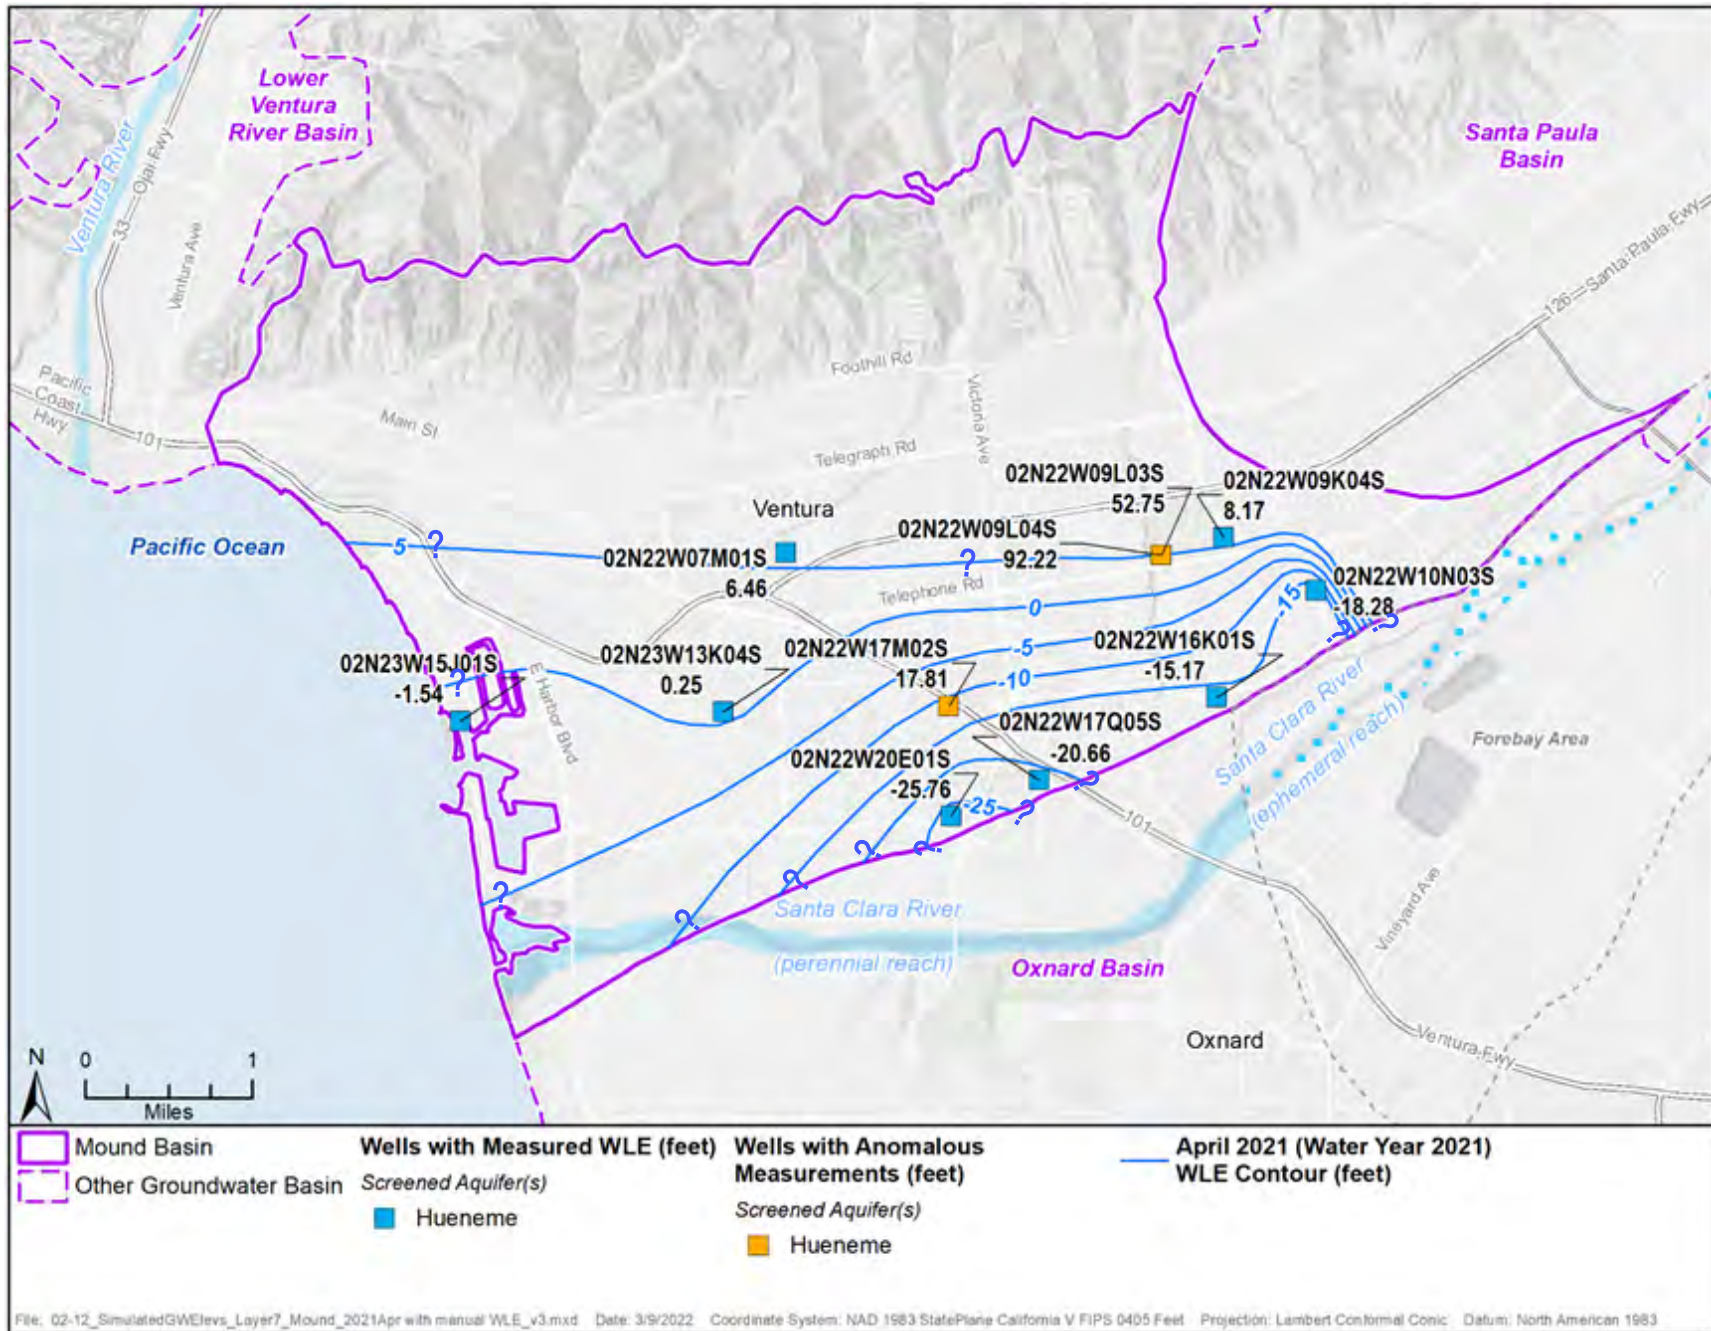 Lower
Ventura
River Basin
Santa Paula
Basin
Ventura River
33
Ojai Fwy
Ventura Ave
126
Santa Paula Fwy
Pacific
Coast
Hwy
101
Main St
Foothill Rd
Telegraph Rd
Victoria Ave
Ventura
Pacific Ocean
02N22W09L03S
52.75
02N22W09K04S
8.17
5
?
02N22W07M01S
6.46
02N22W09L04S
92.22
?
Telephone Rd
0
02N22W10N03S
-18.28
-15
?
?
02N23W15J01S
-1.54
?
02N23W13K04S
0.25
02N22W17M02S
17.81
-5
-10
02N22W16K01S
-15.17
E Harbor Blvd
02N22W17Q05S
-20.66
02N22W20E01S
-25.76
-25
?
?
?
?
?
?
?
101
Santa Clara River
(ephemeral reach)
Forebay Area
Vineyard Ave
Santa Clara River
(perennial reach)
Oxnard Basin
Oxnard
Ventura Fwy
N
0 1
Miles
Mound Basin
Other Groundwater Basin
Wells with Measured WLE (feet)
Screened Aquifer(s)
Hueneme
Wells with Anomalous
Measurements (feet)
Screened Aquifer(s)
Hueneme
April 2021 (Water Year 2021)
WLE Contour (feet)
File: 02-12_SimulatedGWElevs_Layer7_Mound_2021Apr with manual WLE_v3.mxd Date: 3/9/2022 Coordinate System: NAD 1983 StatePlane California V FIPS 0405 Feet Projection: Lambert Conformal Conic Datum: North American 1983